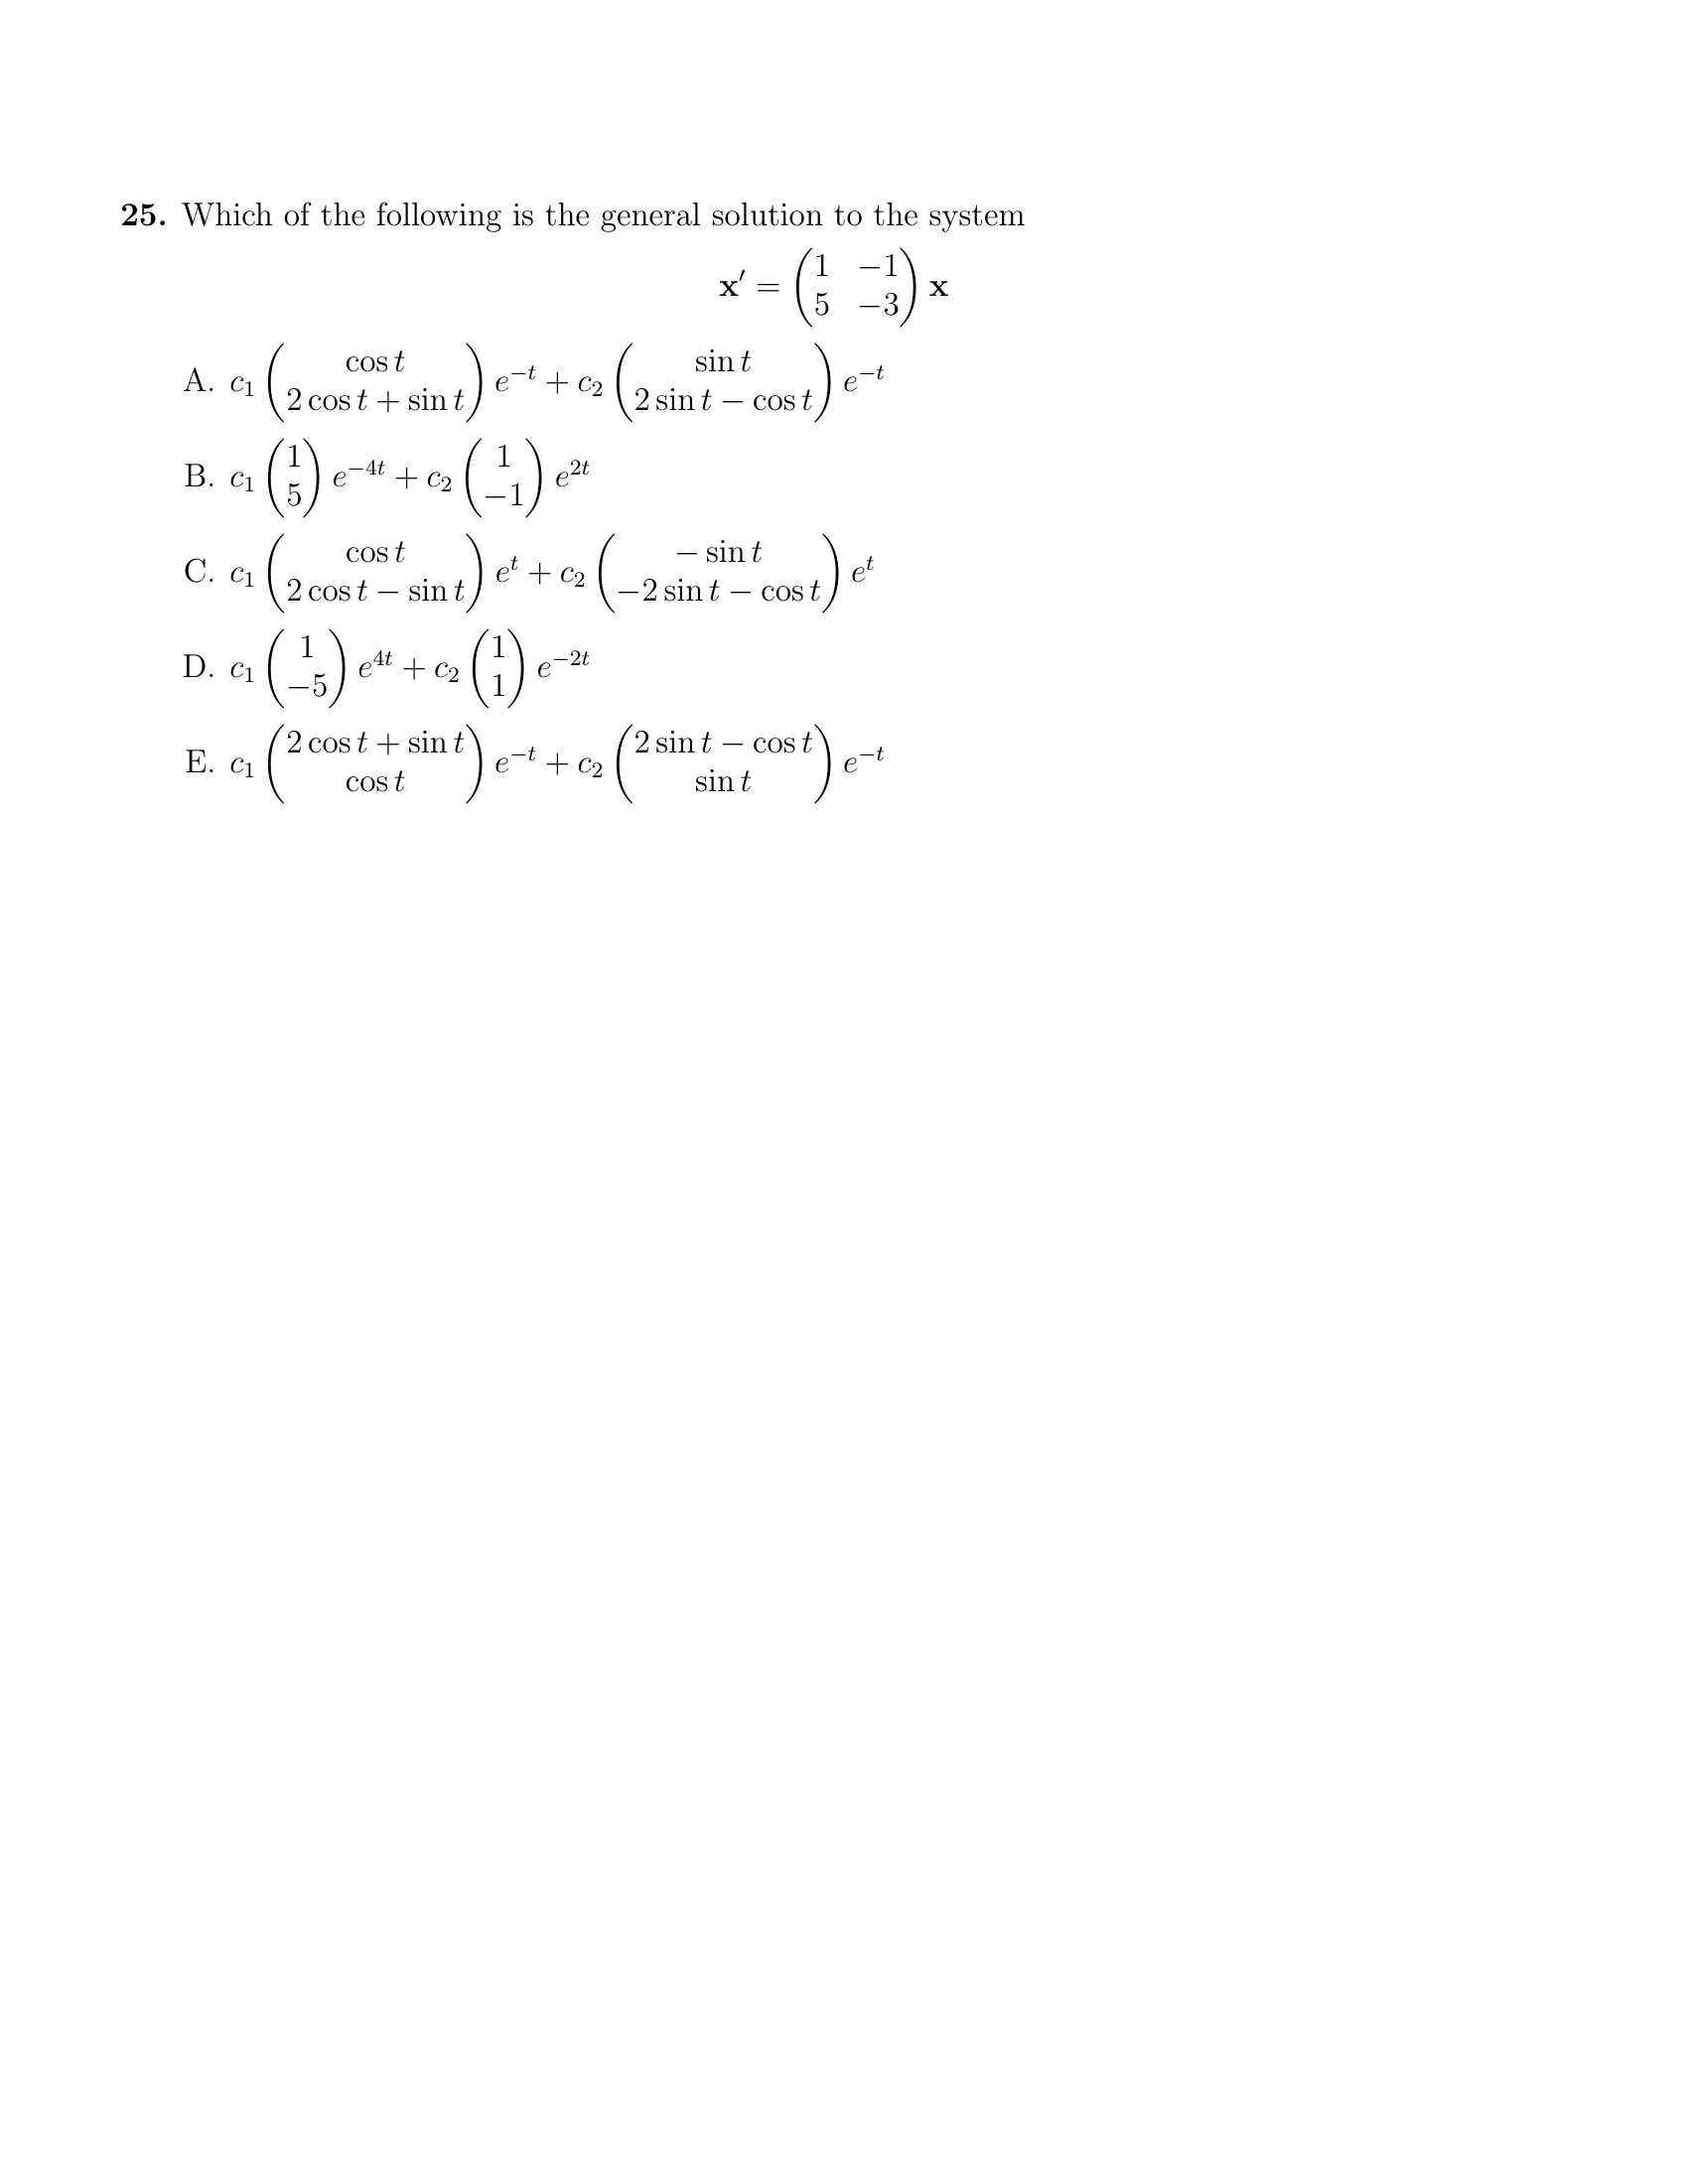 25. Which of the following is the general solution to the system
x′ = \begin{pmatrix} 1 & −1 \\ 5 & −3 \end{pmatrix} x
A. c_1 \begin{pmatrix} \cos t \\ 2\cos t + \sin t \end{pmatrix} e^{−t} + c_2 \begin{pmatrix} \sin t \\ 2\sin t − \cos t \end{pmatrix} e^{−t}
B. c_1 \begin{pmatrix} 1 \\ 5 \end{pmatrix} e^{−4t} + c_2 \begin{pmatrix} 1 \\ −1 \end{pmatrix} e^{2t}
C. c_1 \begin{pmatrix} \cos t \\ 2\cos t − \sin t \end{pmatrix} e^{t} + c_2 \begin{pmatrix} −\sin t \\ −2\sin t − \cos t \end{pmatrix} e^{t}
D. c_1 \begin{pmatrix} 1 \\ −5 \end{pmatrix} e^{4t} + c_2 \begin{pmatrix} 1 \\ 1 \end{pmatrix} e^{−2t}
E. c_1 \begin{pmatrix} 2\cos t + \sin t \\ \cos t \end{pmatrix} e^{−t} + c_2 \begin{pmatrix} 2\sin t − \cos t \\ \sin t \end{pmatrix} e^{−t}